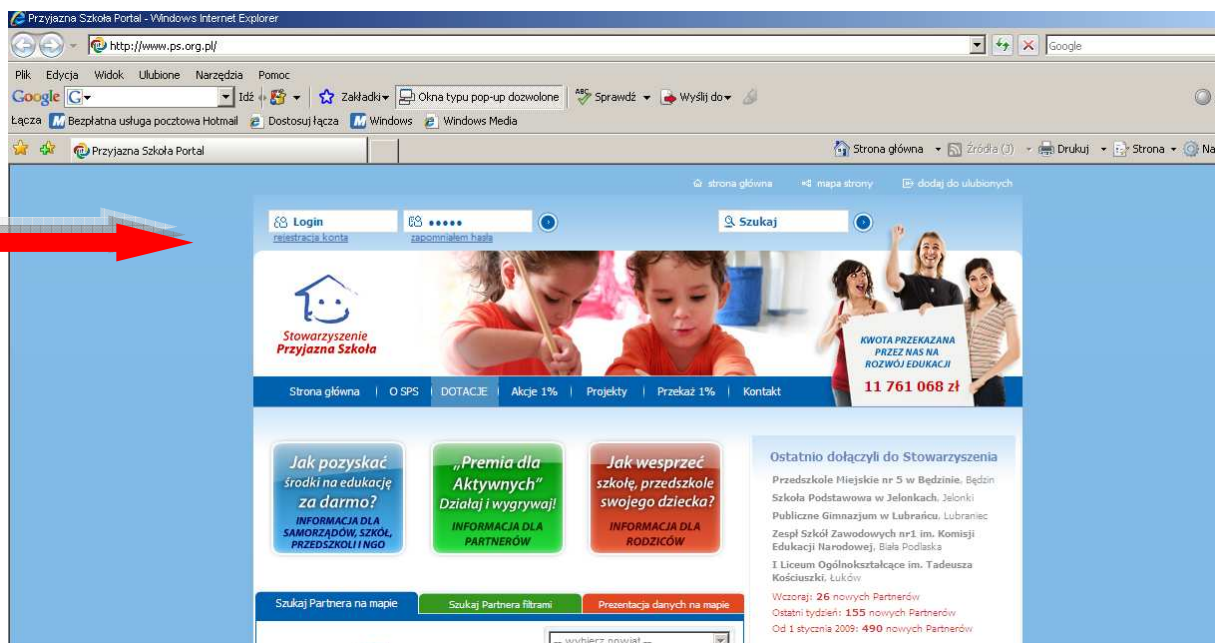 Przyjazna Szkoła Portal - Windows Internet Explorer
http://www.ps.org.pl/
Google
Plik Edycja Widok Ulubione Narzędzia Pomoc
Google G Idź Zakładki Okna typu pop-up dozwolone Sprawdź Wyślij do
Łącza Bezpłatna usługa pocztowa Hotmail Dostosuj łącza Windows Windows Media
Przyjazna Szkoła Portal Strona główna Źródła (J) Drukuj Strona Na
strona główna mapa strony dodaj do ulubionych
Login ••••• Szukaj
rejestracja konta zapomniałem hasła
Stowarzyszenie
Przyjazna Szkoła
KWOTA PRZEKAZANA
PRZEZ NAS NA
ROZWÓJ EDUKACJI
11 761 068 zł
Strona główna | O SPS | DOTACJE | Akcje 1% | Projekty | Przekaż 1% | Kontakt
Jak pozyskać
środki na edukację
za darmo?
INFORMACJA DLA
SAMORZĄDÓW, SZKÓŁ,
PRZEDSZKOLI I NGO
„Premia dla
Aktywnych”
Działaj i wygrywaj!
INFORMACJA DLA
PARTNERÓW
Jak wesprzeć
szkołę, przedszkole
swojego dziecka?
INFORMACJA DLA
RODZICÓW
Ostatnio dołączyli do Stowarzyszenia
Przedszkole Miejskie nr 5 w Będzinie, Będzin
Szkoła Podstawowa w Jelonkach, Jelonki
Publiczne Gimnazjum w Lubrańcu, Lubraniec
Zespł Szkół Zawodowych nr1 im. Komisji
Edukacji Narodowej, Biała Podlaska
I Liceum Ogólnokształcące im. Tadeusza
Kościuszki, Łuków
Wczoraj: 26 nowych Partnerów
Ostatni tydzień: 155 nowych Partnerów
Od 1 stycznia 2009: 490 nowych Partnerów
Szukaj Partnera na mapie Szukaj Partnera filtrami Prezentacja danych na mapie
-- wybierz powiat --